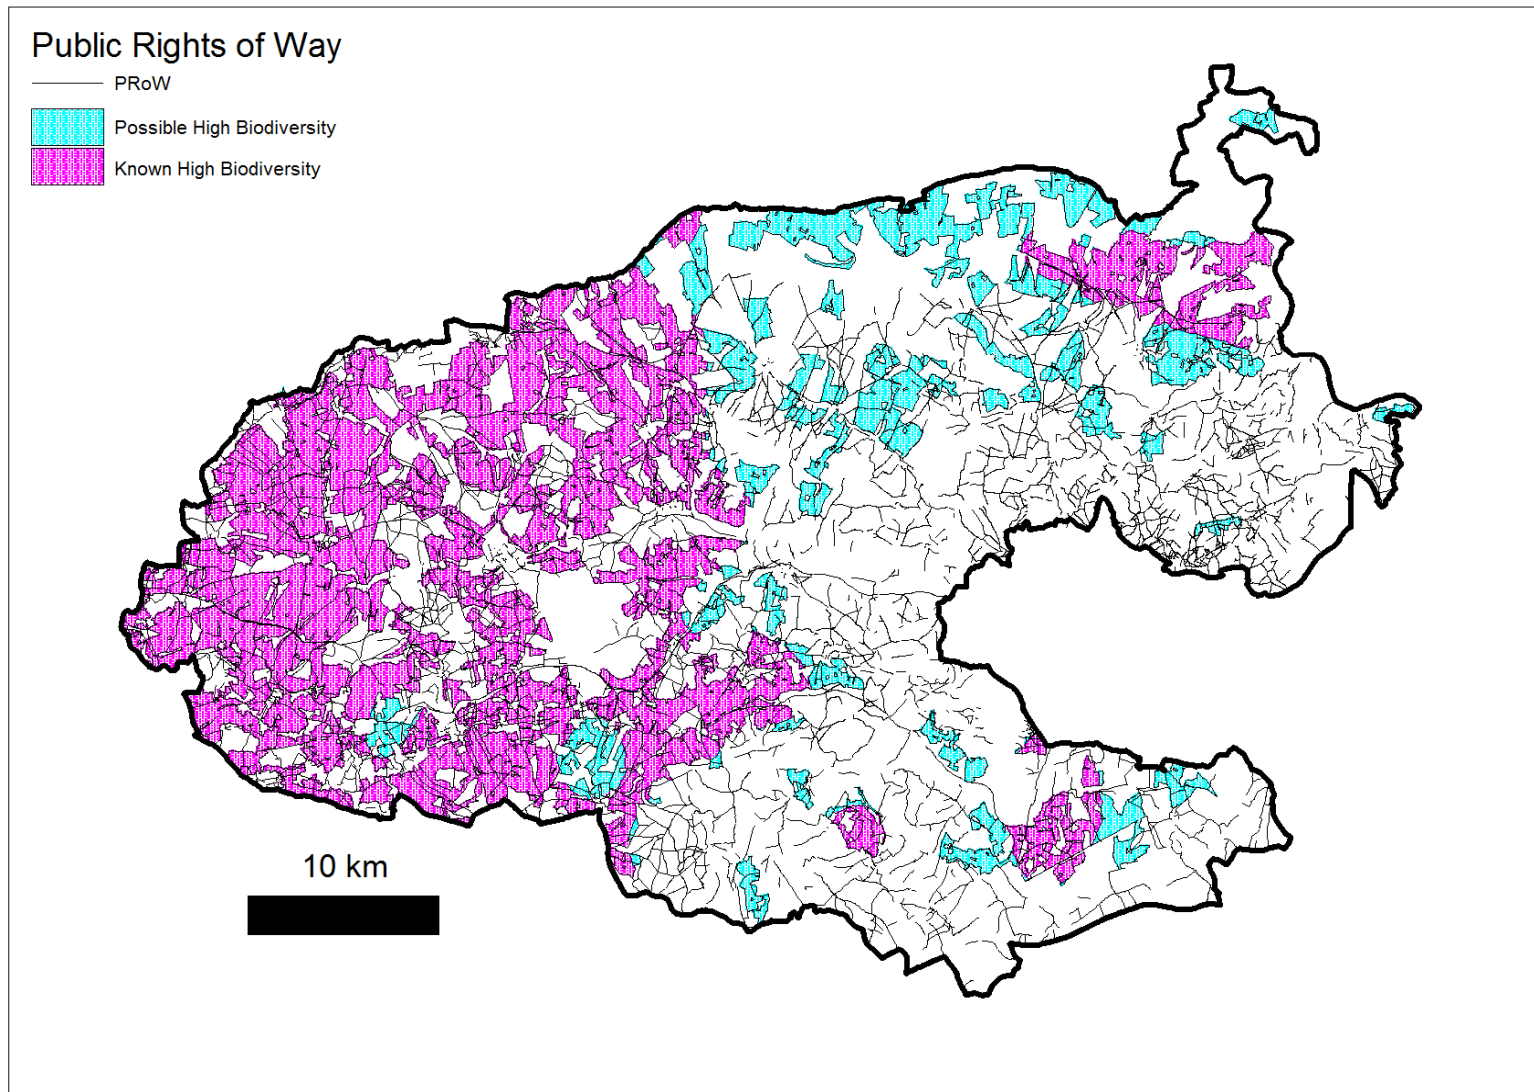 Public Rights of Way
PRoW
Possible High Biodiversity
Known High Biodiversity
10 km